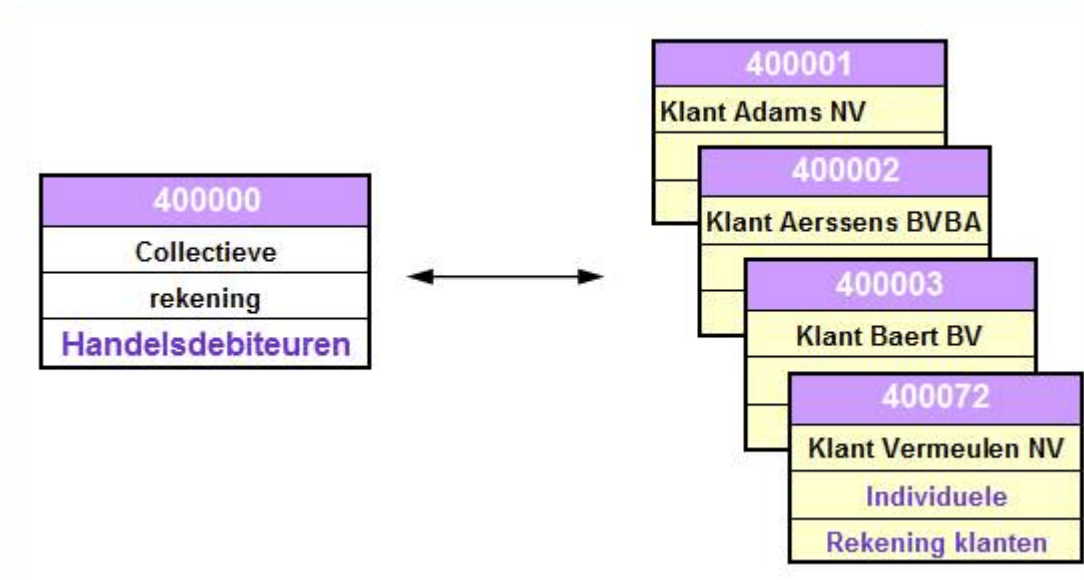 400000
Collectieve
rekening
Handelsdebiteuren
400001
Klant Adams NV
400002
Klant Aerssens BVBA
400003
Klant Baert BV
400072
Klant Vermeulen NV
Individuele
Rekening klanten